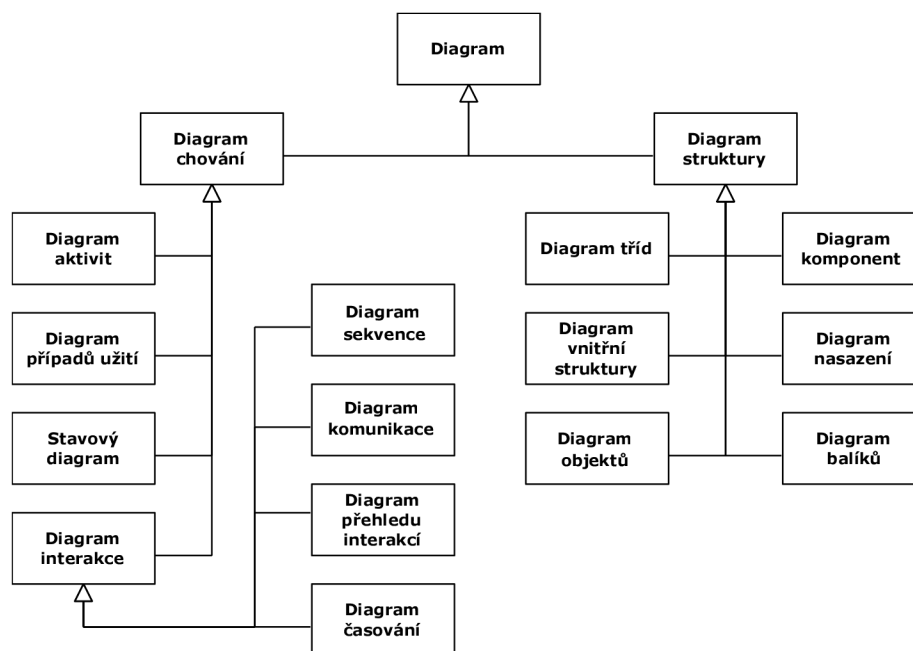 Diagram
Diagram
chování
Diagram
struktury
Diagram
aktivit
Diagram
případů užití
Stavový
diagram
Diagram
interakce
Diagram
sekvence
Diagram
komunikace
Diagram
přehledu
interakcí
Diagram
časování
Diagram tříd
Diagram
vnitřní
struktury
Diagram
objektů
Diagram
komponent
Diagram
nasazení
Diagram
balíků